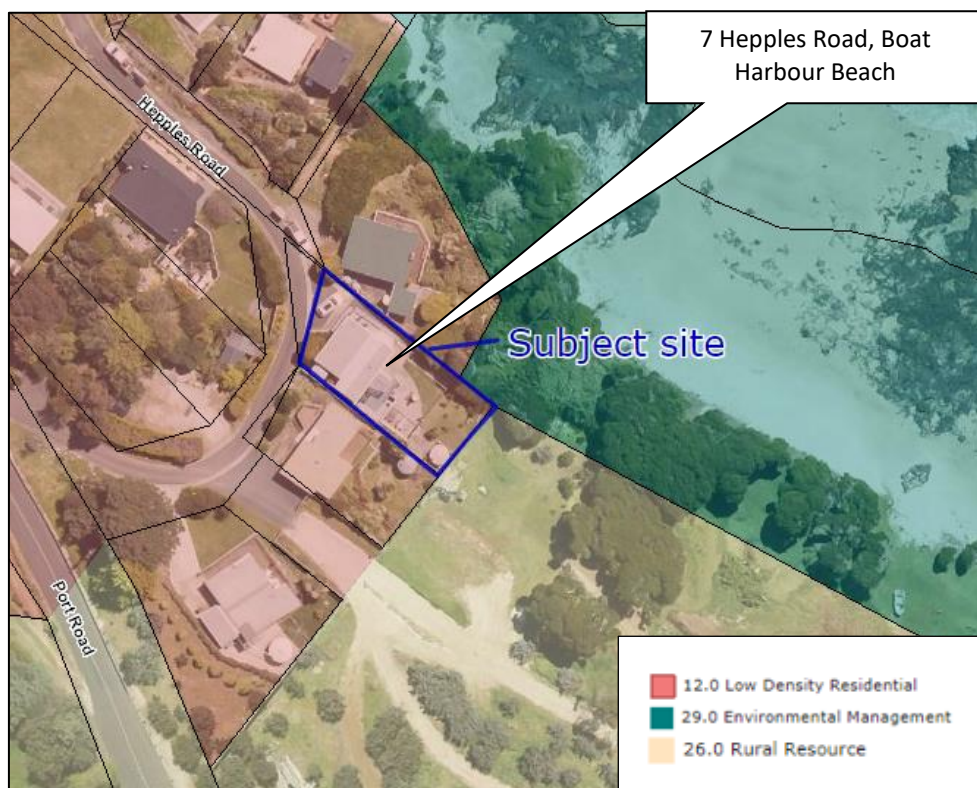 7 Hepples Road, Boat
Harbour Beach
Hepples Road
Subject site
Port Road
12.0 Low Density Residential
29.0 Environmental Management
26.0 Rural Resource